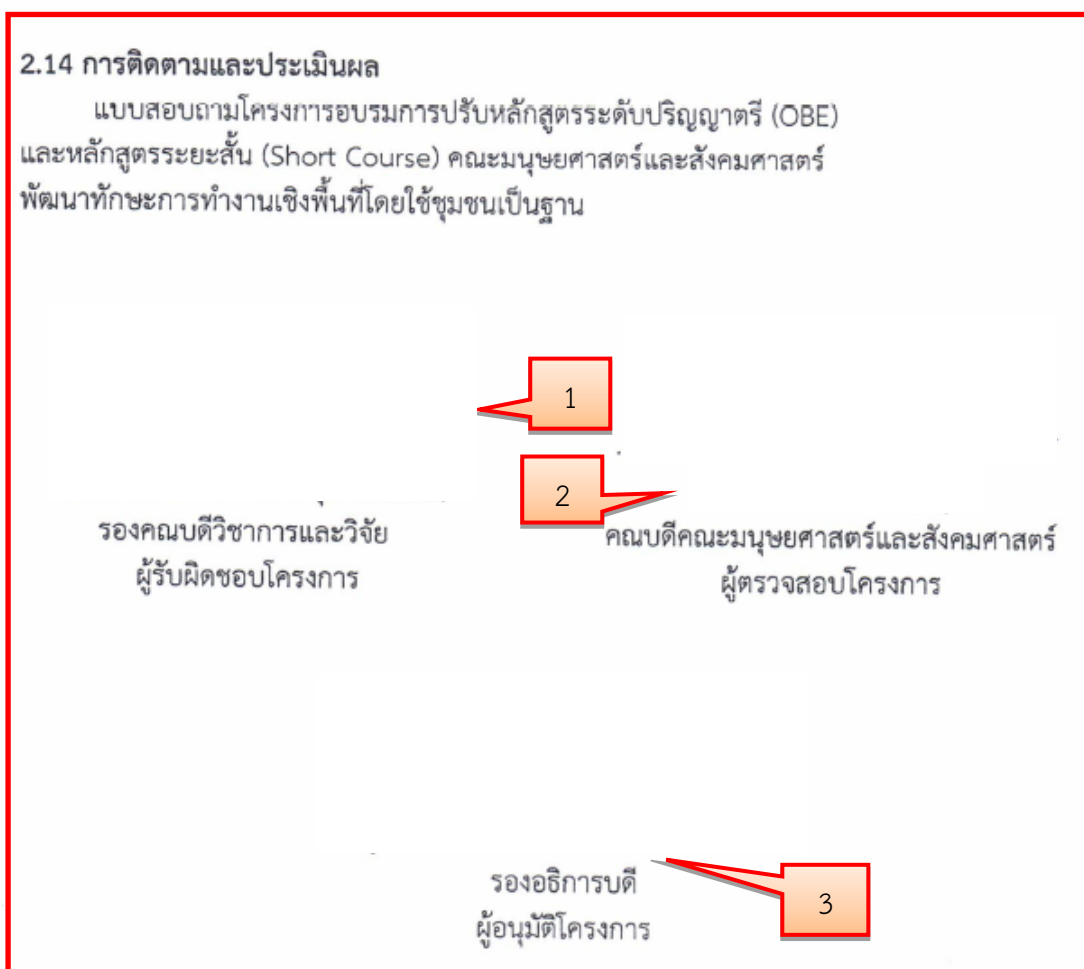 2.14 การติดตามและประเมินผล
แบบสอบถามโครงการอบรมการปรับหลักสูตรระดับปริญญาตรี (OBE)
และหลักสูตรระยะสั้น (Short Course) คณะมนุษยศาสตร์และสังคมศาสตร์
พัฒนาทักษะการทำงานเชิงพื้นที่โดยใช้ชุมชนเป็นฐาน
1
2
รองคณบดีวิชาการและวิจัย
ผู้รับผิดชอบโครงการ
คณบดีคณะมนุษยศาสตร์และสังคมศาสตร์
ผู้ตรวจสอบโครงการ
รองอธิการบดี
ผู้อนุมัติโครงการ
3